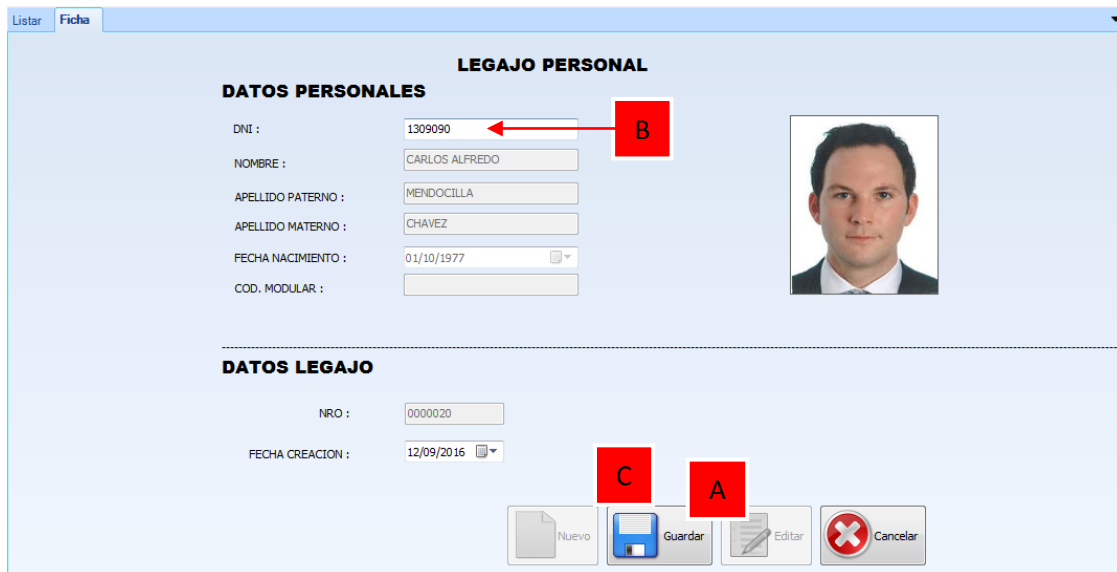 Listar Ficha
LEGAJO PERSONAL
DATOS PERSONALES
DNI : 1309090 B
NOMBRE : CARLOS ALFREDO
APELLIDO PATERNO : MENDOCILLA
APELLIDO MATERNO : CHAVEZ
FECHA NACIMIENTO : 01/10/1977
COD. MODULAR :
DATOS LEGAJO
NRO : 0000020
FECHA CREACION : 12/09/2016
C A
Nuevo Guardar Editar Cancelar